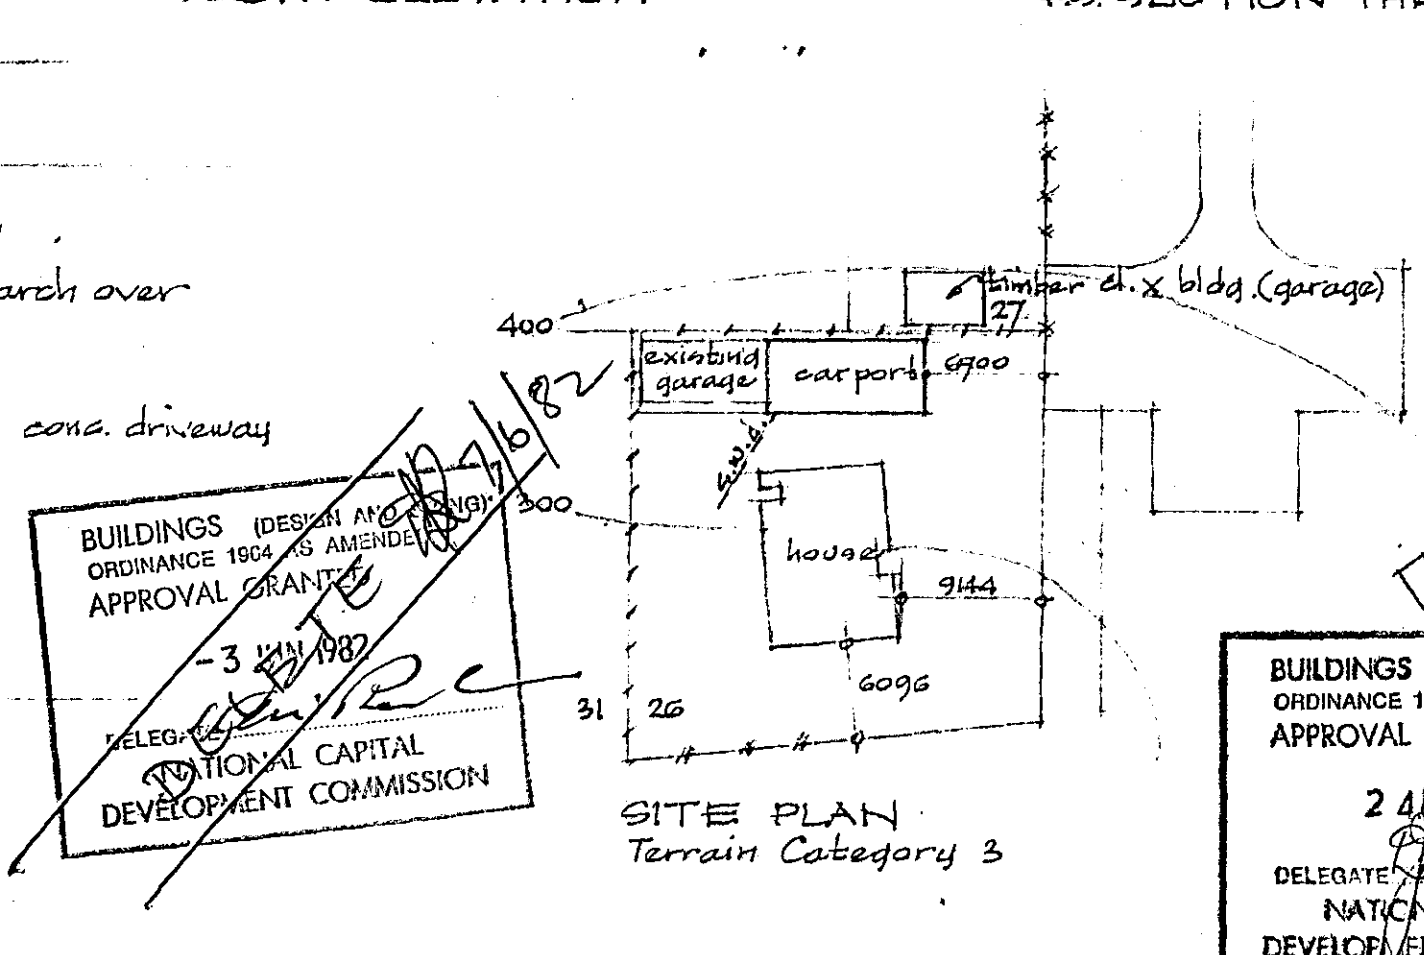 arch over
timber cl. x bldg. (garage)
27
400
existing
garage
carport
6900
conc. driveway
7/6/82
S.W.d.
300
house
9144
6096
31
26
SITE PLAN
Terrain Category 3
BUILDINGS (DESIGN AND SITING)
ORDINANCE 1964 AS AMENDED
APPROVAL GRANTED
-3 JUN 1982
DELEGATE
NATIONAL CAPITAL
DEVELOPMENT COMMISSION
DELETE
BUILDINGS
ORDINANCE 1
APPROVAL
24
DELEGATE